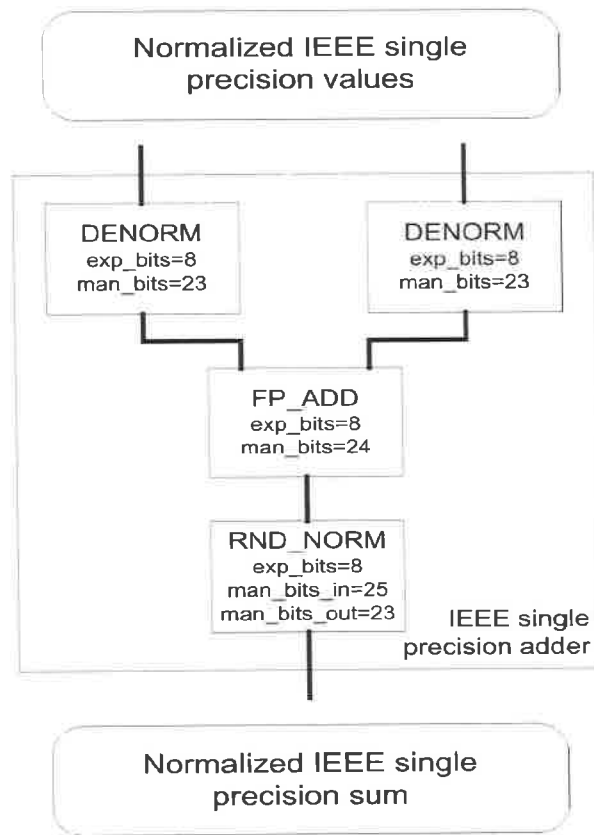 Normalized IEEE single
precision values
DENORM
exp_bits=8
man_bits=23
DENORM
exp_bits=8
man_bits=23
FP_ADD
exp_bits=8
man_bits=24
RND_NORM
exp_bits=8
man_bits_in=25
man_bits_out=23
IEEE single
precision adder
Normalized IEEE single
precision sum